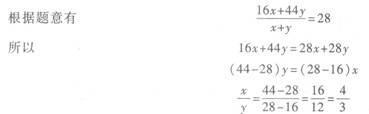 根据题意有 (16x+44y)/(x+y)=28
所以 16x+44y=28x+28y
(44-28)y=(28-16)x
x/y=(44-28)/(28-16)=16/12=4/3